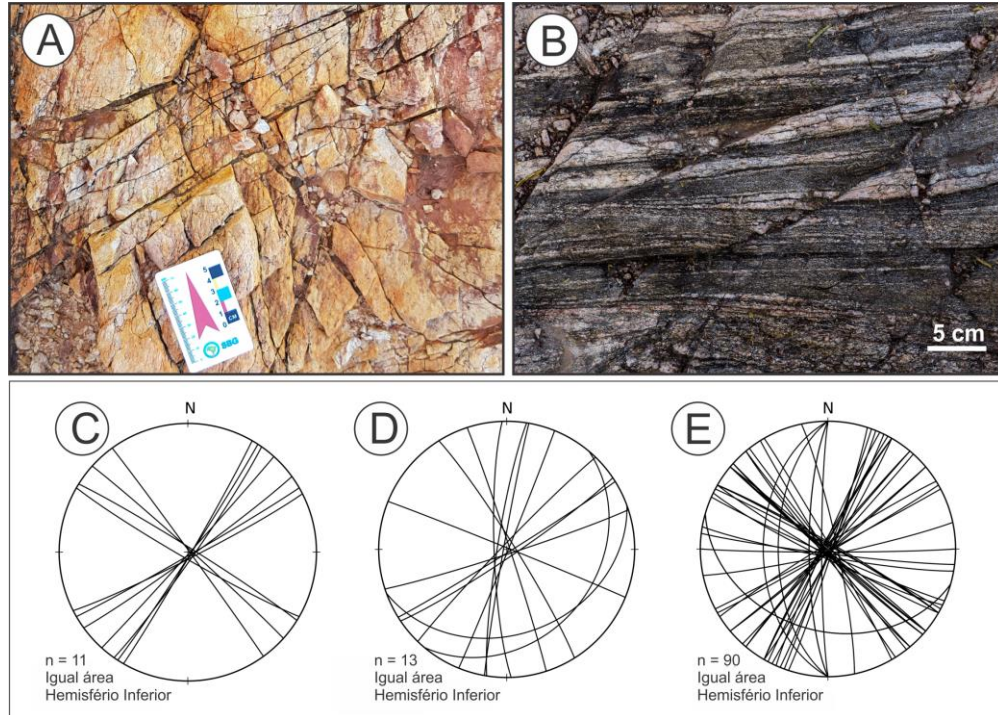 A
B
5
4
3
2
1
0
CM
SBG
5 cm
C
N
n = 11
Igual área
Hemisfério Inferior
D
N
n = 13
Igual área
Hemisfério Inferior
E
N
n = 90
Igual área
Hemisfério Inferior